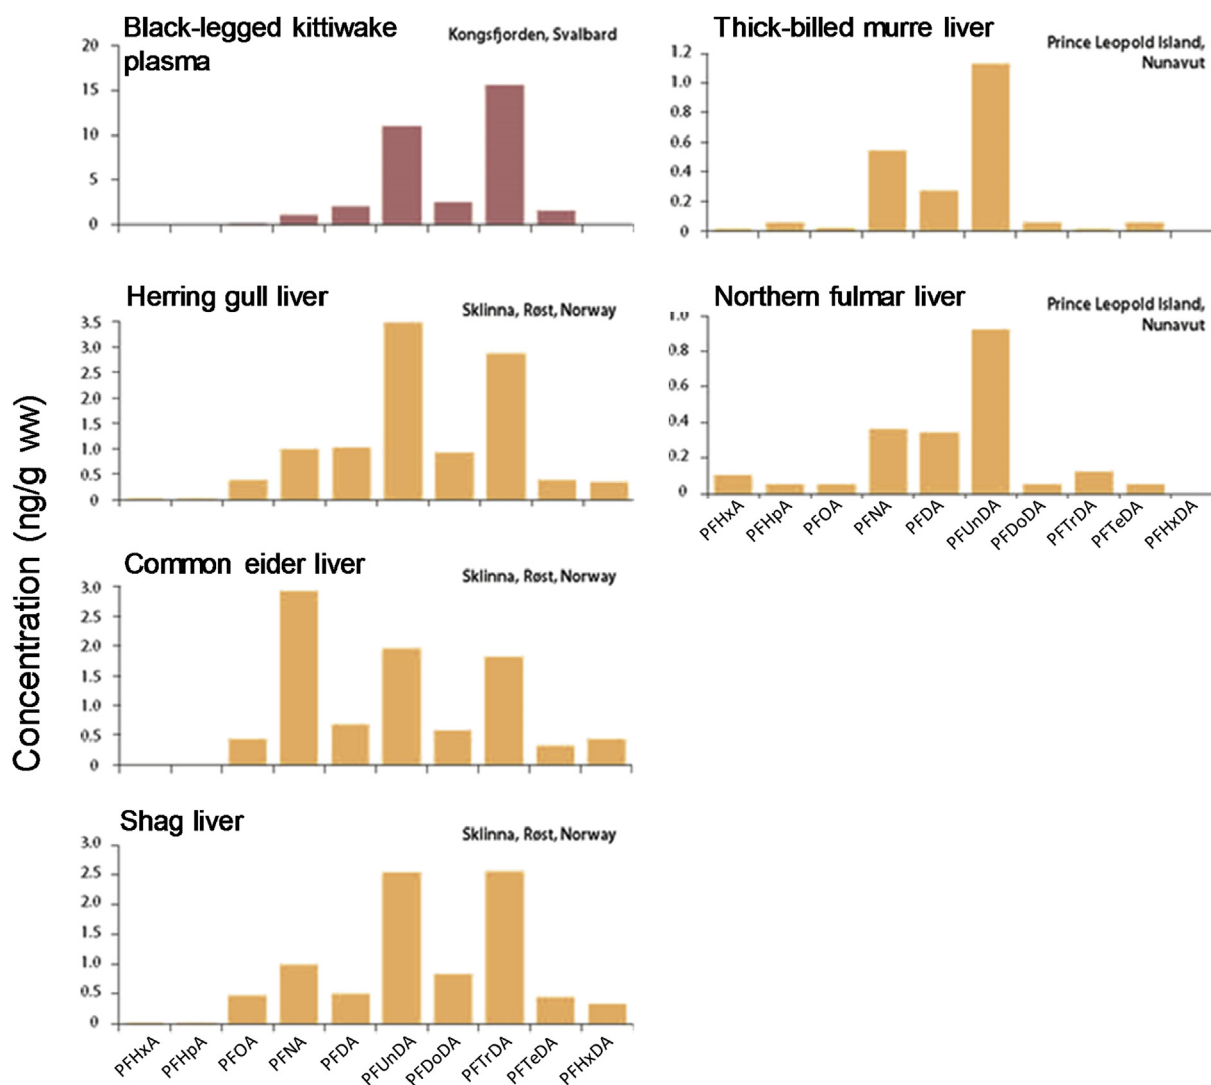 Black-legged kittiwake
plasma
Kongsfjorden, Svalbard
20
15
10
5
0
Thick-billed murre liver
Prince Leopold Island,
Nunavut
1.2
1.0
0.8
0.6
0.4
0.2
0
Herring gull liver
Sklinna, Røst, Norway
3.5
3.0
2.5
2.0
1.5
1.0
0.5
0
Northern fulmar liver
Prince Leopold Island,
Nunavut
1.0
0.8
0.6
0.4
0.2
0
PFHxA PFHpA PFOA PFNA PFDA PFUnDA PFDoDA PFTrDA PFTeDA PFHxDA
Concentration (ng/g ww)
Common eider liver
Sklinna, Røst, Norway
3.0
2.5
2.0
1.5
1.0
0.5
0
Shag liver
Sklinna, Røst, Norway
3.0
2.5
2.0
1.5
1.0
0.5
0
PFHxA PFHpA PFOA PFNA PFDA PFUnDA PFDoDA PFTrDA PFTeDA PFHxDA